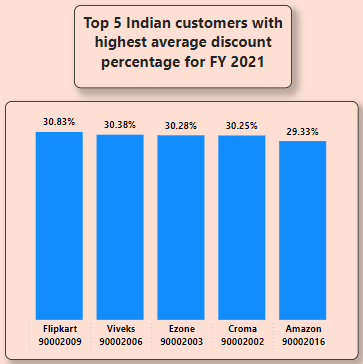 Top 5 Indian customers with
highest average discount
percentage for FY 2021
30.83% 30.38% 30.28% 30.25% 29.33%
Flipkart Viveks Ezone Croma Amazon
90002009 90002006 90002003 90002002 90002016